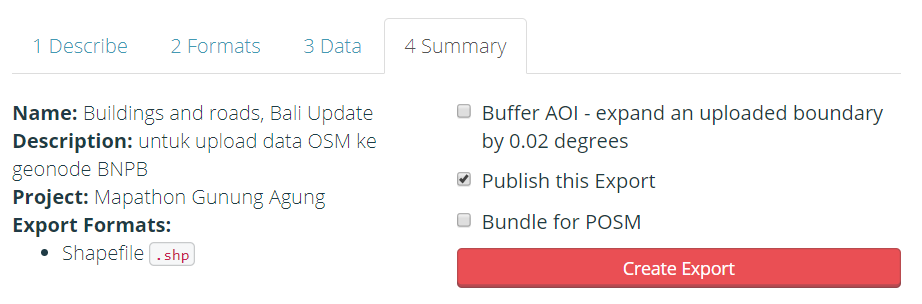 1 Describe
2 Formats
3 Data
4 Summary
Name: Buildings and roads, Bali Update
Description: untuk upload data OSM ke
geonode BNPB
Project: Mapathon Gunung Agung
Export Formats:
Shapefile .shp
Buffer AOI - expand an uploaded boundary
by 0.02 degrees
Publish this Export
Bundle for POSM
Create Export